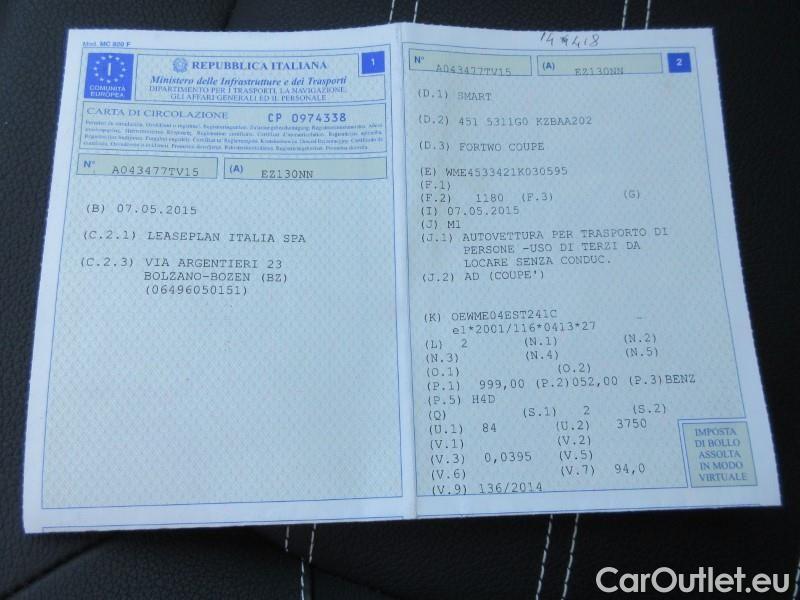 Mod. MC 820 F
I
COMUNITÀ
EUROPEA
REPUBBLICA ITALIANA
1
Ministero delle Infrastrutture e dei Trasporti
DIPARTIMENTO PER I TRASPORTI, LA NAVIGAZIONE,
GLI AFFARI GENERALI ED IL PERSONALE
CARTA DI CIRCOLAZIONE CP 0974338
N° A043477TV15 (A) EZ130NN
(B) 07.05.2015
(C.2.1) LEASEPLAN ITALIA SPA
(C.2.3) VIA ARGENTIERI 23
BOLZANO-BOZEN (BZ)
(06496050151)
N° A043477TV15 (A) EZ130NN 2
(D.1) SMART
(D.2) 451 5311G0 KZBAA202
(D.3) FORTWO COUPE
(E) WME4533421K030595
(F.1)
(F.2) 1180 (F.3) (G)
(I) 07.05.2015
(J) M1
(J.1) AUTOVETTURA PER TRASPORTO DI
PERSONE -USO DI TERZI DA
LOCARE SENZA CONDUC.
(J.2) AD (COUPE')
(K) OEWME04EST241C
e1*2001/116*0413*27
(L) 2 (N.1) (N.2)
(N.3) (N.4) (N.5)
(O.1) (O.2)
(P.1) 999,00 (P.2)052,00 (P.3)BENZ
(P.5) H4D
(Q) (S.1) 2 (S.2)
(U.1) 84 (U.2) 3750
(V.1) (V.2)
(V.3) 0,0395 (V.5)
(V.6) (V.7) 94,0
(V.9) 136/2014
IMPOSTA
DI BOLLO
ASSOLTA
IN MODO
VIRTUALE
CarOutlet.eu